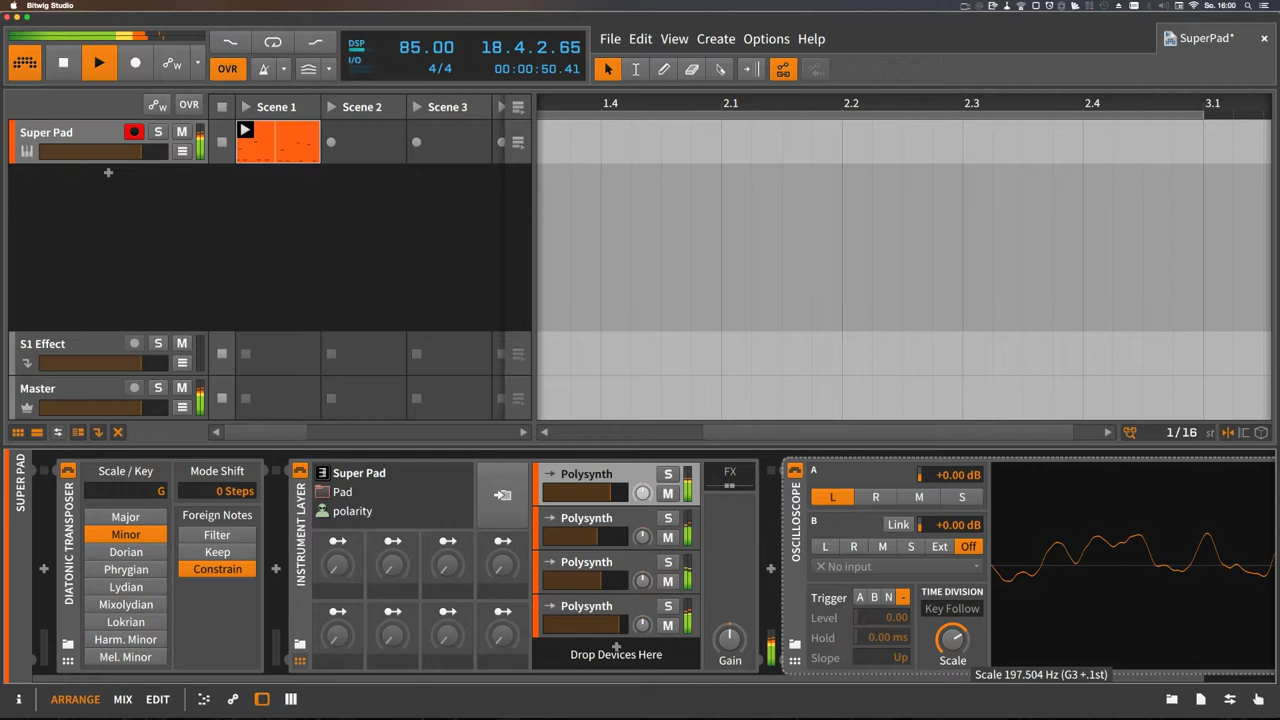 Bitwig Studio
So. 16:00
OVR
DSP
I/O
85.00
4/4
18.4.2.65
00:00:50.41
File Edit View Create Options Help
SuperPad*
OVR
Scene 1
Scene 2
Scene 3
1.4
2.1
2.2
2.3
2.4
3.1
Super Pad
S M
S1 Effect
S M
Master
S M
1/16 st
SUPER PAD
DIATONIC TRANSPOSER
Scale / Key
G
Major
Minor
Dorian
Phrygian
Lydian
Mixolydian
Lokrian
Harm. Minor
Mel. Minor
Mode Shift
0 Steps
Foreign Notes
Filter
Keep
Constrain
INSTRUMENT LAYER
Super Pad
Pad
polarity
Polysynth S M
Polysynth S M
Polysynth S M
Polysynth S M
Drop Devices Here
FX
Gain
OSCILLOSCOPE
A +0.00 dB
L R M S
B Link +0.00 dB
L R M S Ext Off
No input
Trigger A B N -
Level 0.00
Hold 0.00 ms
Slope Up
TIME DIVISION
Key Follow
Scale
Scale 197.504 Hz (G3 +.1st)
i ARRANGE MIX EDIT